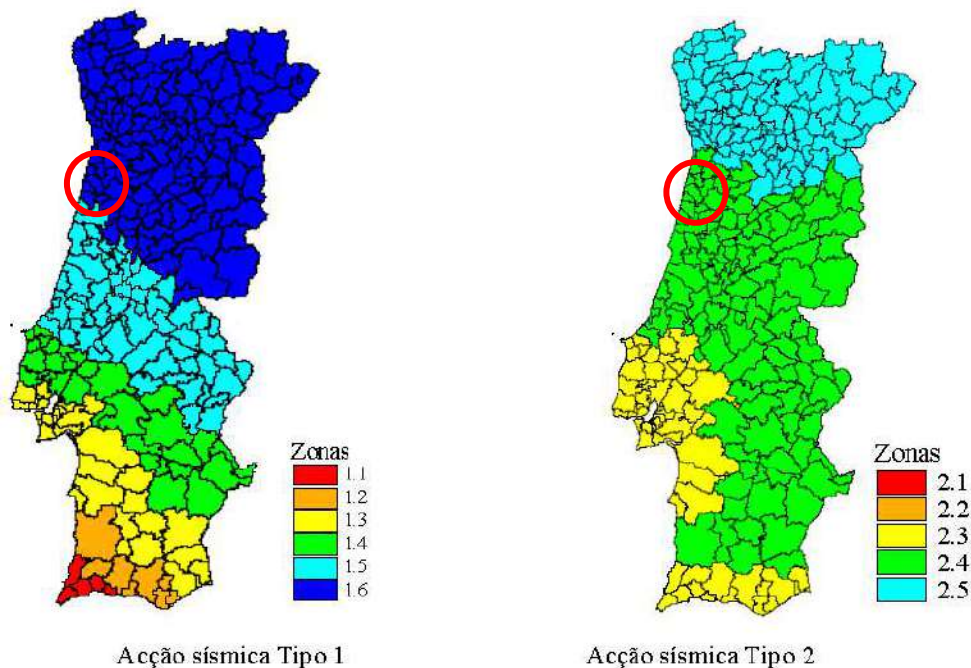 Zonas
1.1
1.2
1.3
1.4
1.5
1.6
Acção sísmica Tipo 1
Zonas
2.1
2.2
2.3
2.4
2.5
Acção sísmica Tipo 2